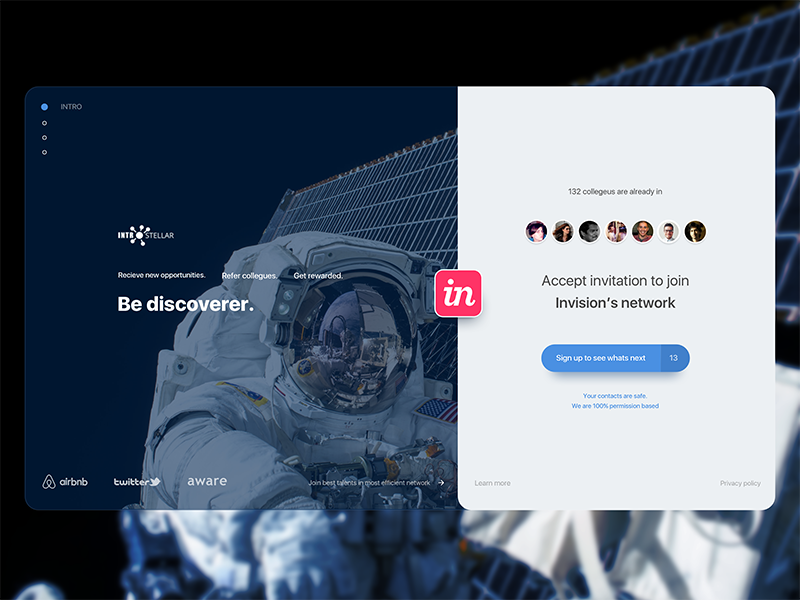 INTRO
INTR STELLAR
Recieve new opportunities. Refer collegues. Get rewarded.
Be discoverer.
airbnb
twitter
aware
Join best talents in most efficient network →
in
132 collegeus are already in
Accept invitation to join
Invision's network
Sign up to see whats next 13
Your contacts are safe.
We are 100% permission based
Learn more
Privacy policy